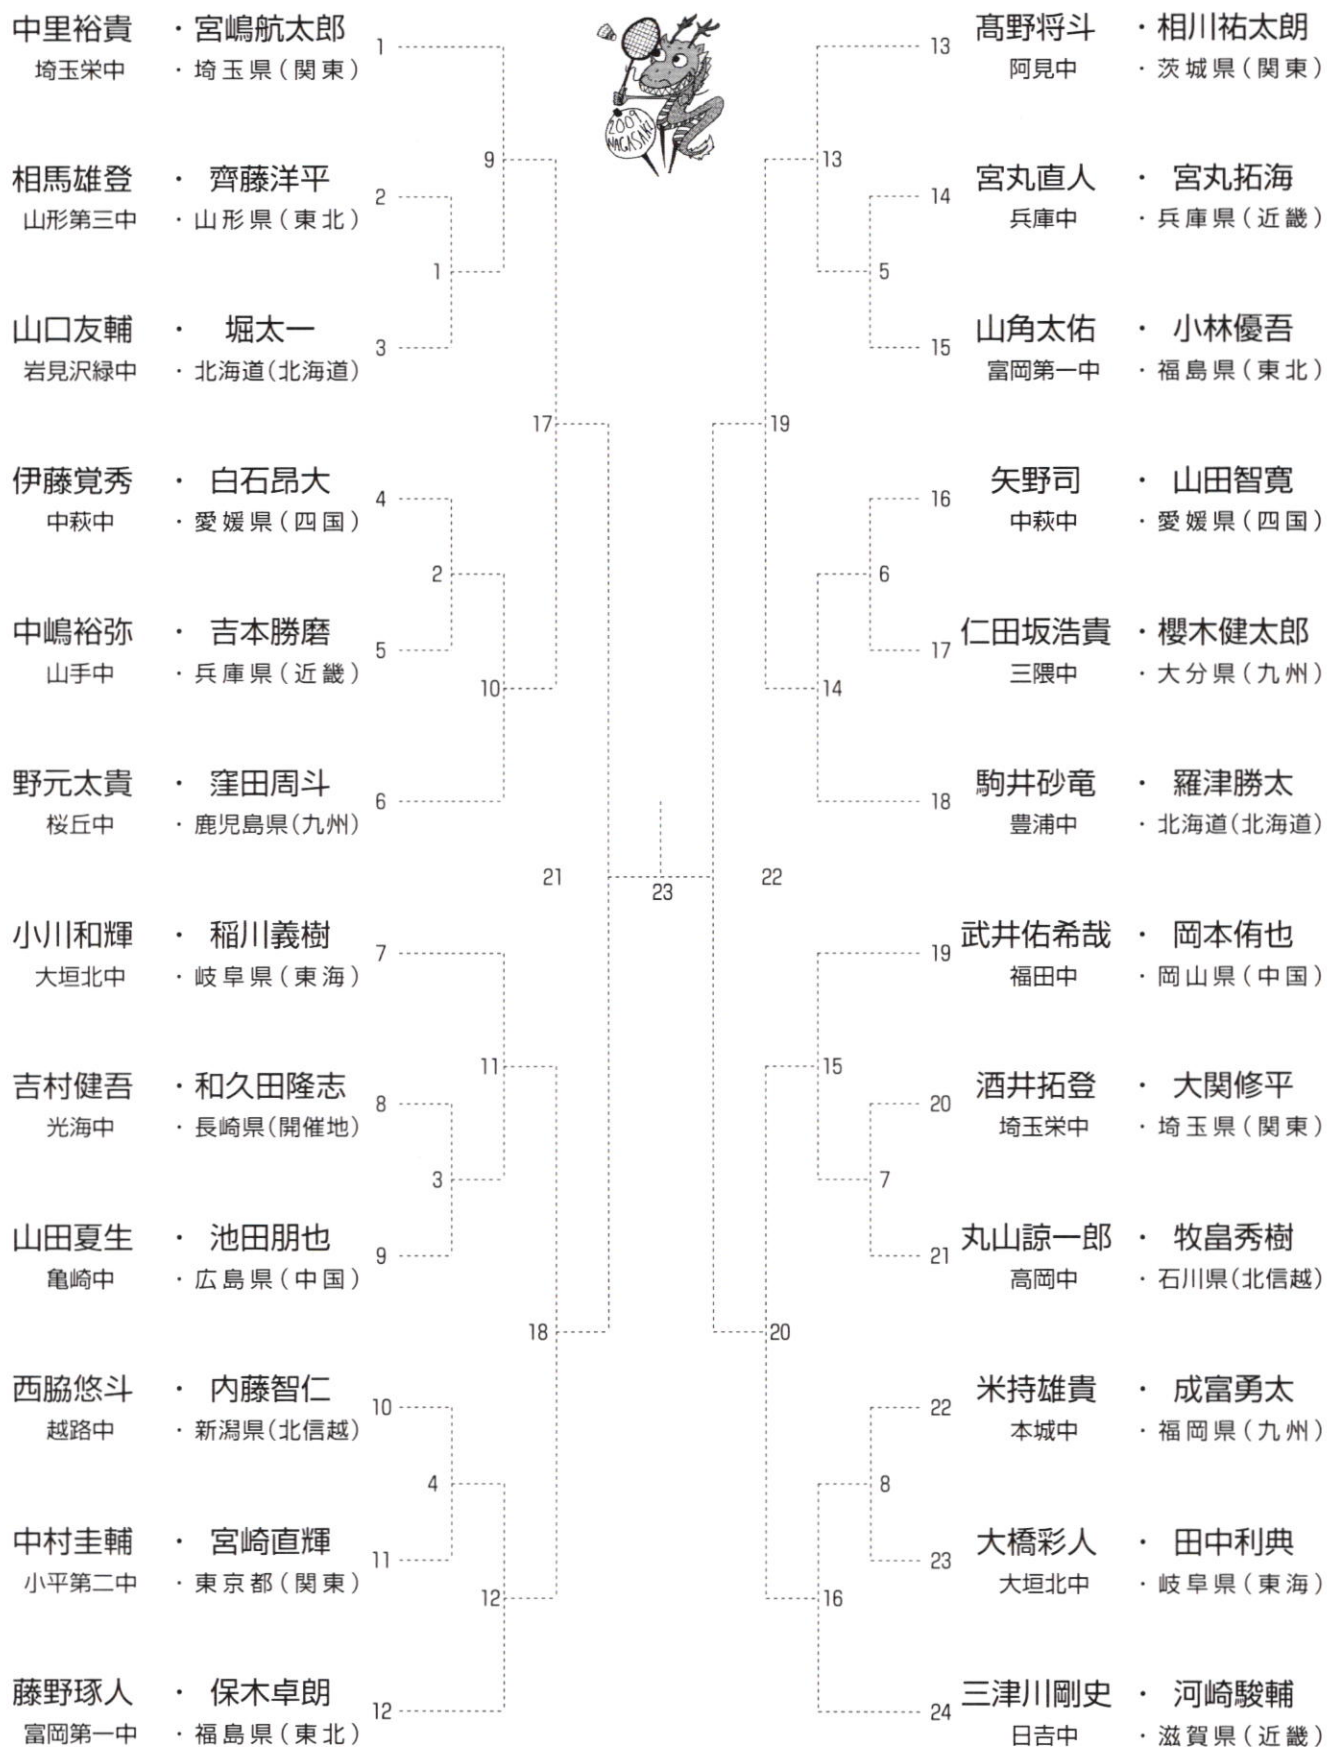 中里裕貴 ・宮嶋航太郎
埼玉栄中 ・埼玉県(関東)
1
相馬雄登 ・ 齊藤洋平
山形第三中 ・山形県(東北)
2
山口友輔 ・ 堀太一
岩見沢緑中 ・北海道(北海道)
3
伊藤覚秀 ・ 白石昂大
中萩中 ・愛媛県(四国)
4
中嶋裕弥 ・ 吉本勝磨
山手中 ・兵庫県(近畿)
5
野元太貴 ・ 窪田周斗
桜丘中 ・鹿児島県(九州)
6
小川和輝 ・ 稲川義樹
大垣北中 ・岐阜県(東海)
7
吉村健吾 ・和久田隆志
光海中 ・長崎県(開催地)
8
山田夏生 ・ 池田朋也
亀崎中 ・広島県(中国)
9
西脇悠斗 ・ 内藤智仁
越路中 ・新潟県(北信越)
10
中村圭輔 ・ 宮崎直輝
小平第二中 ・東京都(関東)
11
藤野琢人 ・ 保木卓朗
富岡第一中 ・福島県(東北)
12
9
1
17
2
10
21
11
3
18
4
12
2009
NAGASAKI
23
13
5
19
6
14
22
15
7
20
8
16
13
髙野将斗 ・相川祐太朗
阿見中 ・茨城県(関東)
14
宮丸直人 ・ 宮丸拓海
兵庫中 ・兵庫県(近畿)
15
山角太佑 ・ 小林優吾
富岡第一中 ・福島県(東北)
16
矢野司 ・ 山田智寛
中萩中 ・愛媛県(四国)
17
仁田坂浩貴 ・櫻木健太郎
三隈中 ・大分県(九州)
18
駒井砂竜 ・ 羅津勝太
豊浦中 ・北海道(北海道)
19
武井佑希哉 ・ 岡本侑也
福田中 ・岡山県(中国)
20
酒井拓登 ・ 大関修平
埼玉栄中 ・埼玉県(関東)
21
丸山諒一郎 ・ 牧畠秀樹
高岡中 ・石川県(北信越)
22
米持雄貴 ・ 成富勇太
本城中 ・福岡県(九州)
23
大橋彩人 ・ 田中利典
大垣北中 ・岐阜県(東海)
24
三津川剛史 ・ 河崎駿輔
日吉中 ・滋賀県(近畿)